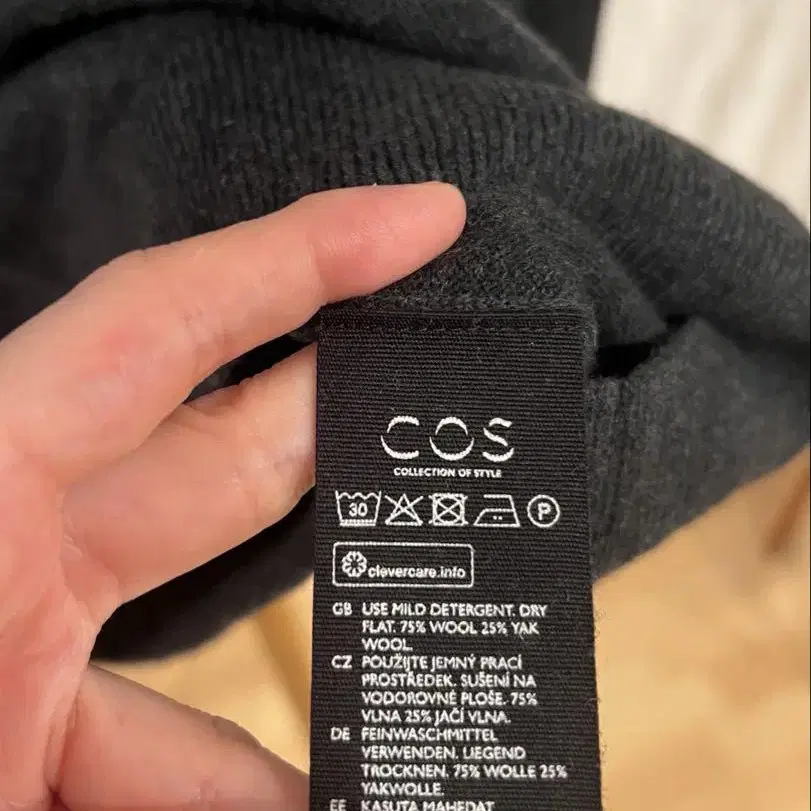 COS
COLLECTION OF STYLE
30 P
clevercare.info
GB USE MILD DETERGENT. DRY
FLAT. 75% WOOL 25% YAK
WOOL.
CZ POUŽIJTE JEMNÝ PRACÍ
PROSTŘEDEK. SUŠENÍ NA
VODOROVNÉ PLOŠE. 75%
VLNA 25% JAČÍ VLNA.
DE FEINWASCHMITTEL
VERWENDEN. LIEGEND
TROCKNEN. 75% WOLLE 25%
YAKWOLLE.
EE KASUTA MAHEDAT